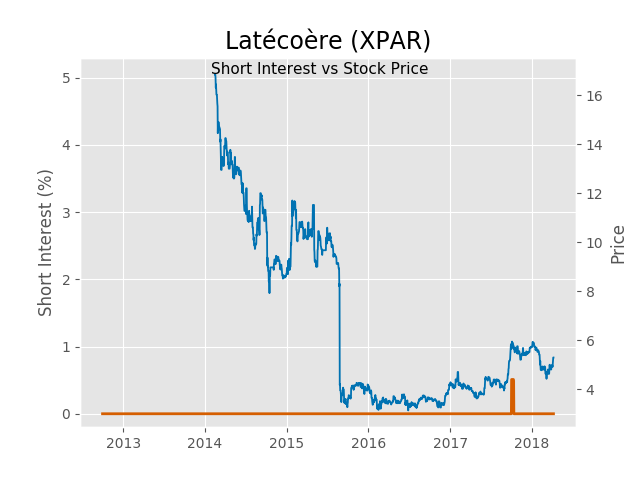 Latécoère (XPAR)
Short Interest vs Stock Price
Short Interest (%)
5
4
3
2
1
0
16
14
12
10
8
6
4
Price
2013 2014 2015 2016 2017 2018